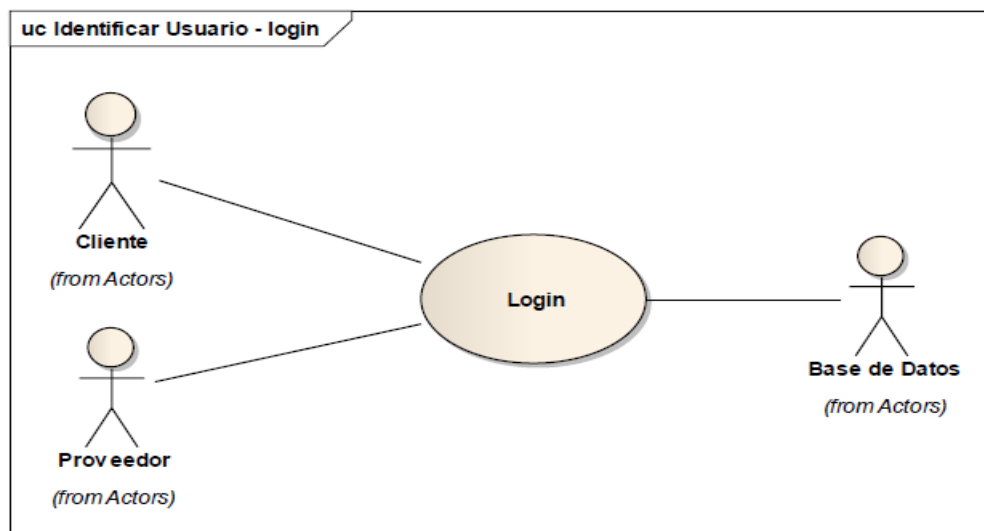 uc Identificar Usuario - login
Cliente
(from Actors)
Login
Base de Datos
(from Actors)
Proveedor
(from Actors)